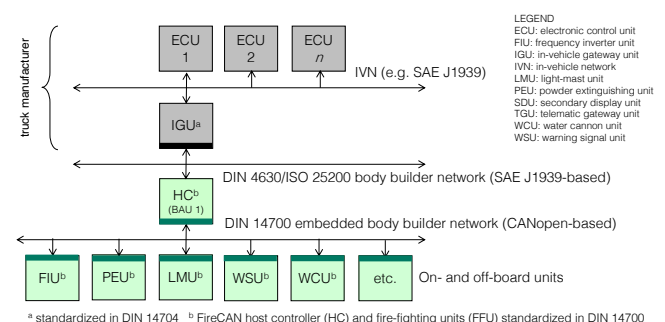 truck manufacturer
ECU 1
ECU 2
ECU n
IVN (e.g. SAE J1939)
IGUᵃ
DIN 4630/ISO 25200 body builder network (SAE J1939-based)
HCᵇ
(BAU 1)
DIN 14700 embedded body builder network (CANopen-based)
FIUᵇ
PEUᵇ
LMUᵇ
WSUᵇ
WCUᵇ
etc.
On- and off-board units
ᵃ standardized in DIN 14704 ᵇ FireCAN host controller (HC) and fire-fighting units (FFU) standardized in DIN 14700
LEGEND
ECU: electronic control unit
FIU: frequency inverter unit
IGU: in-vehicle gateway unit
IVN: in-vehicle network
LMU: light-mast unit
PEU: powder extinguishing unit
SDU: secondary display unit
TGU: telematic gateway unit
WCU: water cannon unit
WSU: warning signal unit